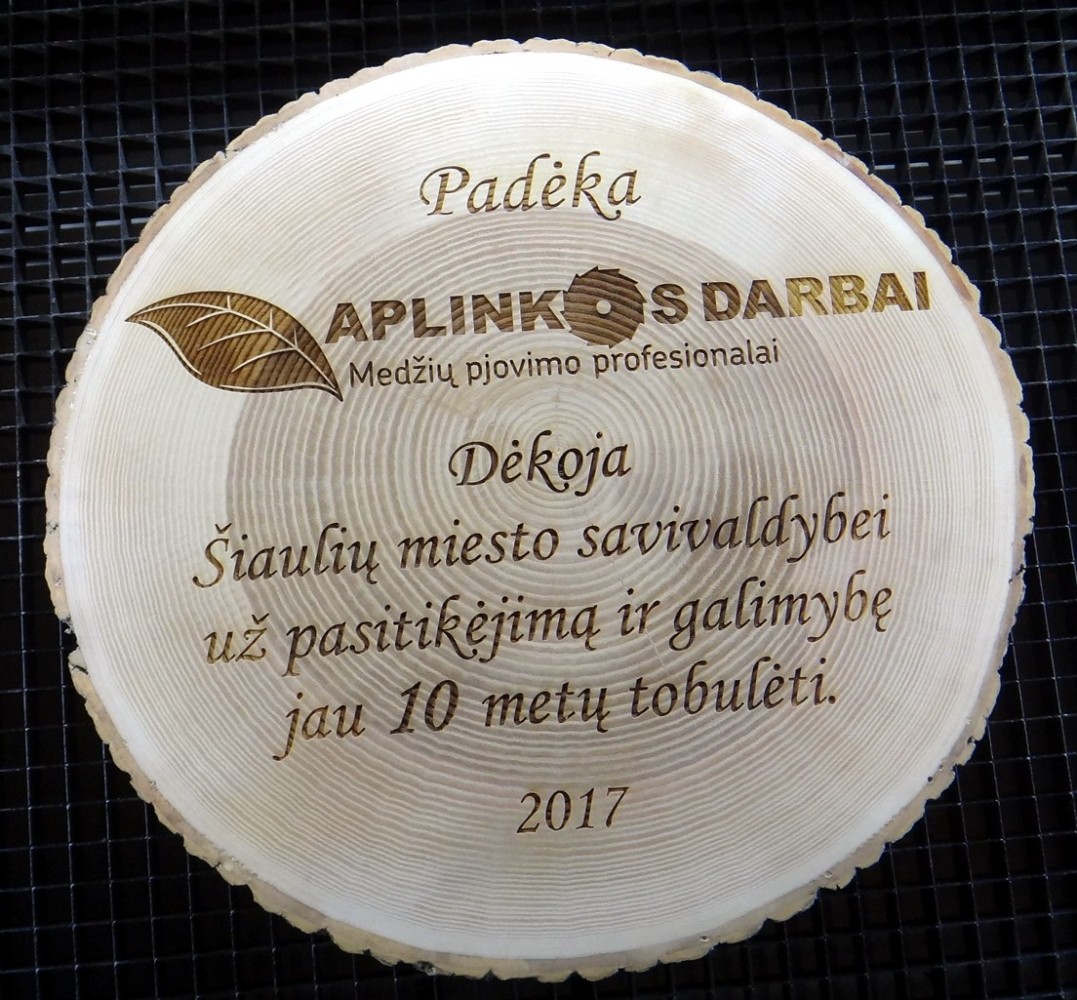 Padėka
APLINKOS DARBAI
Medžių pjovimo profesionalai
Dėkoja
Šiaulių miesto savivaldybei
už pasitikėjimą ir galimybę
jau 10 metų tobulėti.
2017